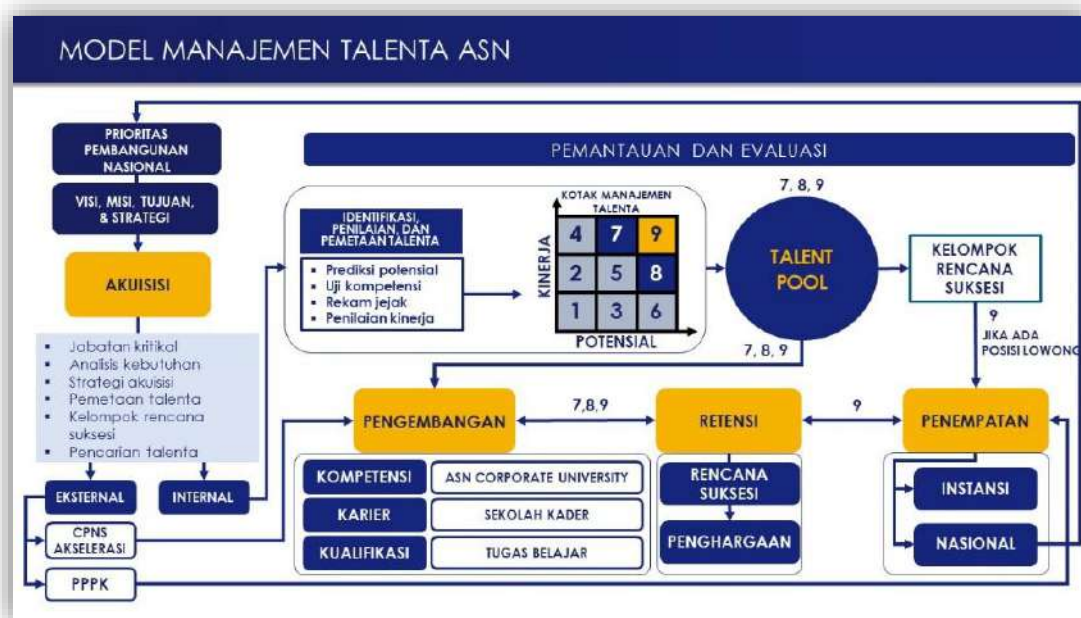 MODEL MANAJEMEN TALENTA ASN
PRIORITAS
PEMBANGUNAN
NASIONAL
VISI, MISI, TUJUAN,
& STRATEGI
AKUISISI
▪ Jabatan kritikal
▪ Analisis kebutuhan
▪ Strategi akuisisi
▪ Pemetaan talenta
▪ Kelompok rencana
suksesi
▪ Pencarian talenta
EKSTERNAL
INTERNAL
CPNS
AKSELERASI
PPPK
PEMANTAUAN DAN EVALUASI
IDENTIFIKASI,
PENILAIAN, DAN
PEMETAAN TALENTA
▪ Prediksi potensial
▪ Uji kompetensi
▪ Rekam jejak
▪ Penilaian kinerja
KOTAK MANAJEMEN
TALENTA
KINERJA
4 7 9
2 5 8
1 3 6
POTENSIAL
7, 8, 9
TALENT
POOL
7, 8, 9
KELOMPOK
RENCANA
SUKSESI
9
JIKA ADA
POSISI LOWONG
PENGEMBANGAN
7,8,9
RETENSI
9
PENEMPATAN
KOMPETENSI
ASN CORPORATE UNIVERSITY
KARIER
SEKOLAH KADER
KUALIFIKASI
TUGAS BELAJAR
RENCANA
SUKSESI
PENGHARGAAN
INSTANSI
NASIONAL